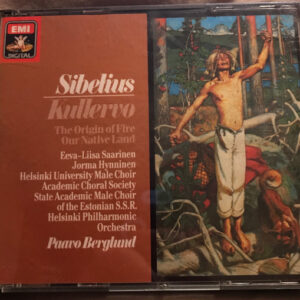 EMI
DIGITAL
Sibelius
Kullervo
The Origin of Fire
Our Native Land
Eeva-Liisa Saarinen
Jorma Hynninen
Helsinki University Male Choir
Academic Choral Society
State Academic Male Choir
of the Estonian S.S.R.
Helsinki Philharmonic
Orchestra
Paavo Berglund